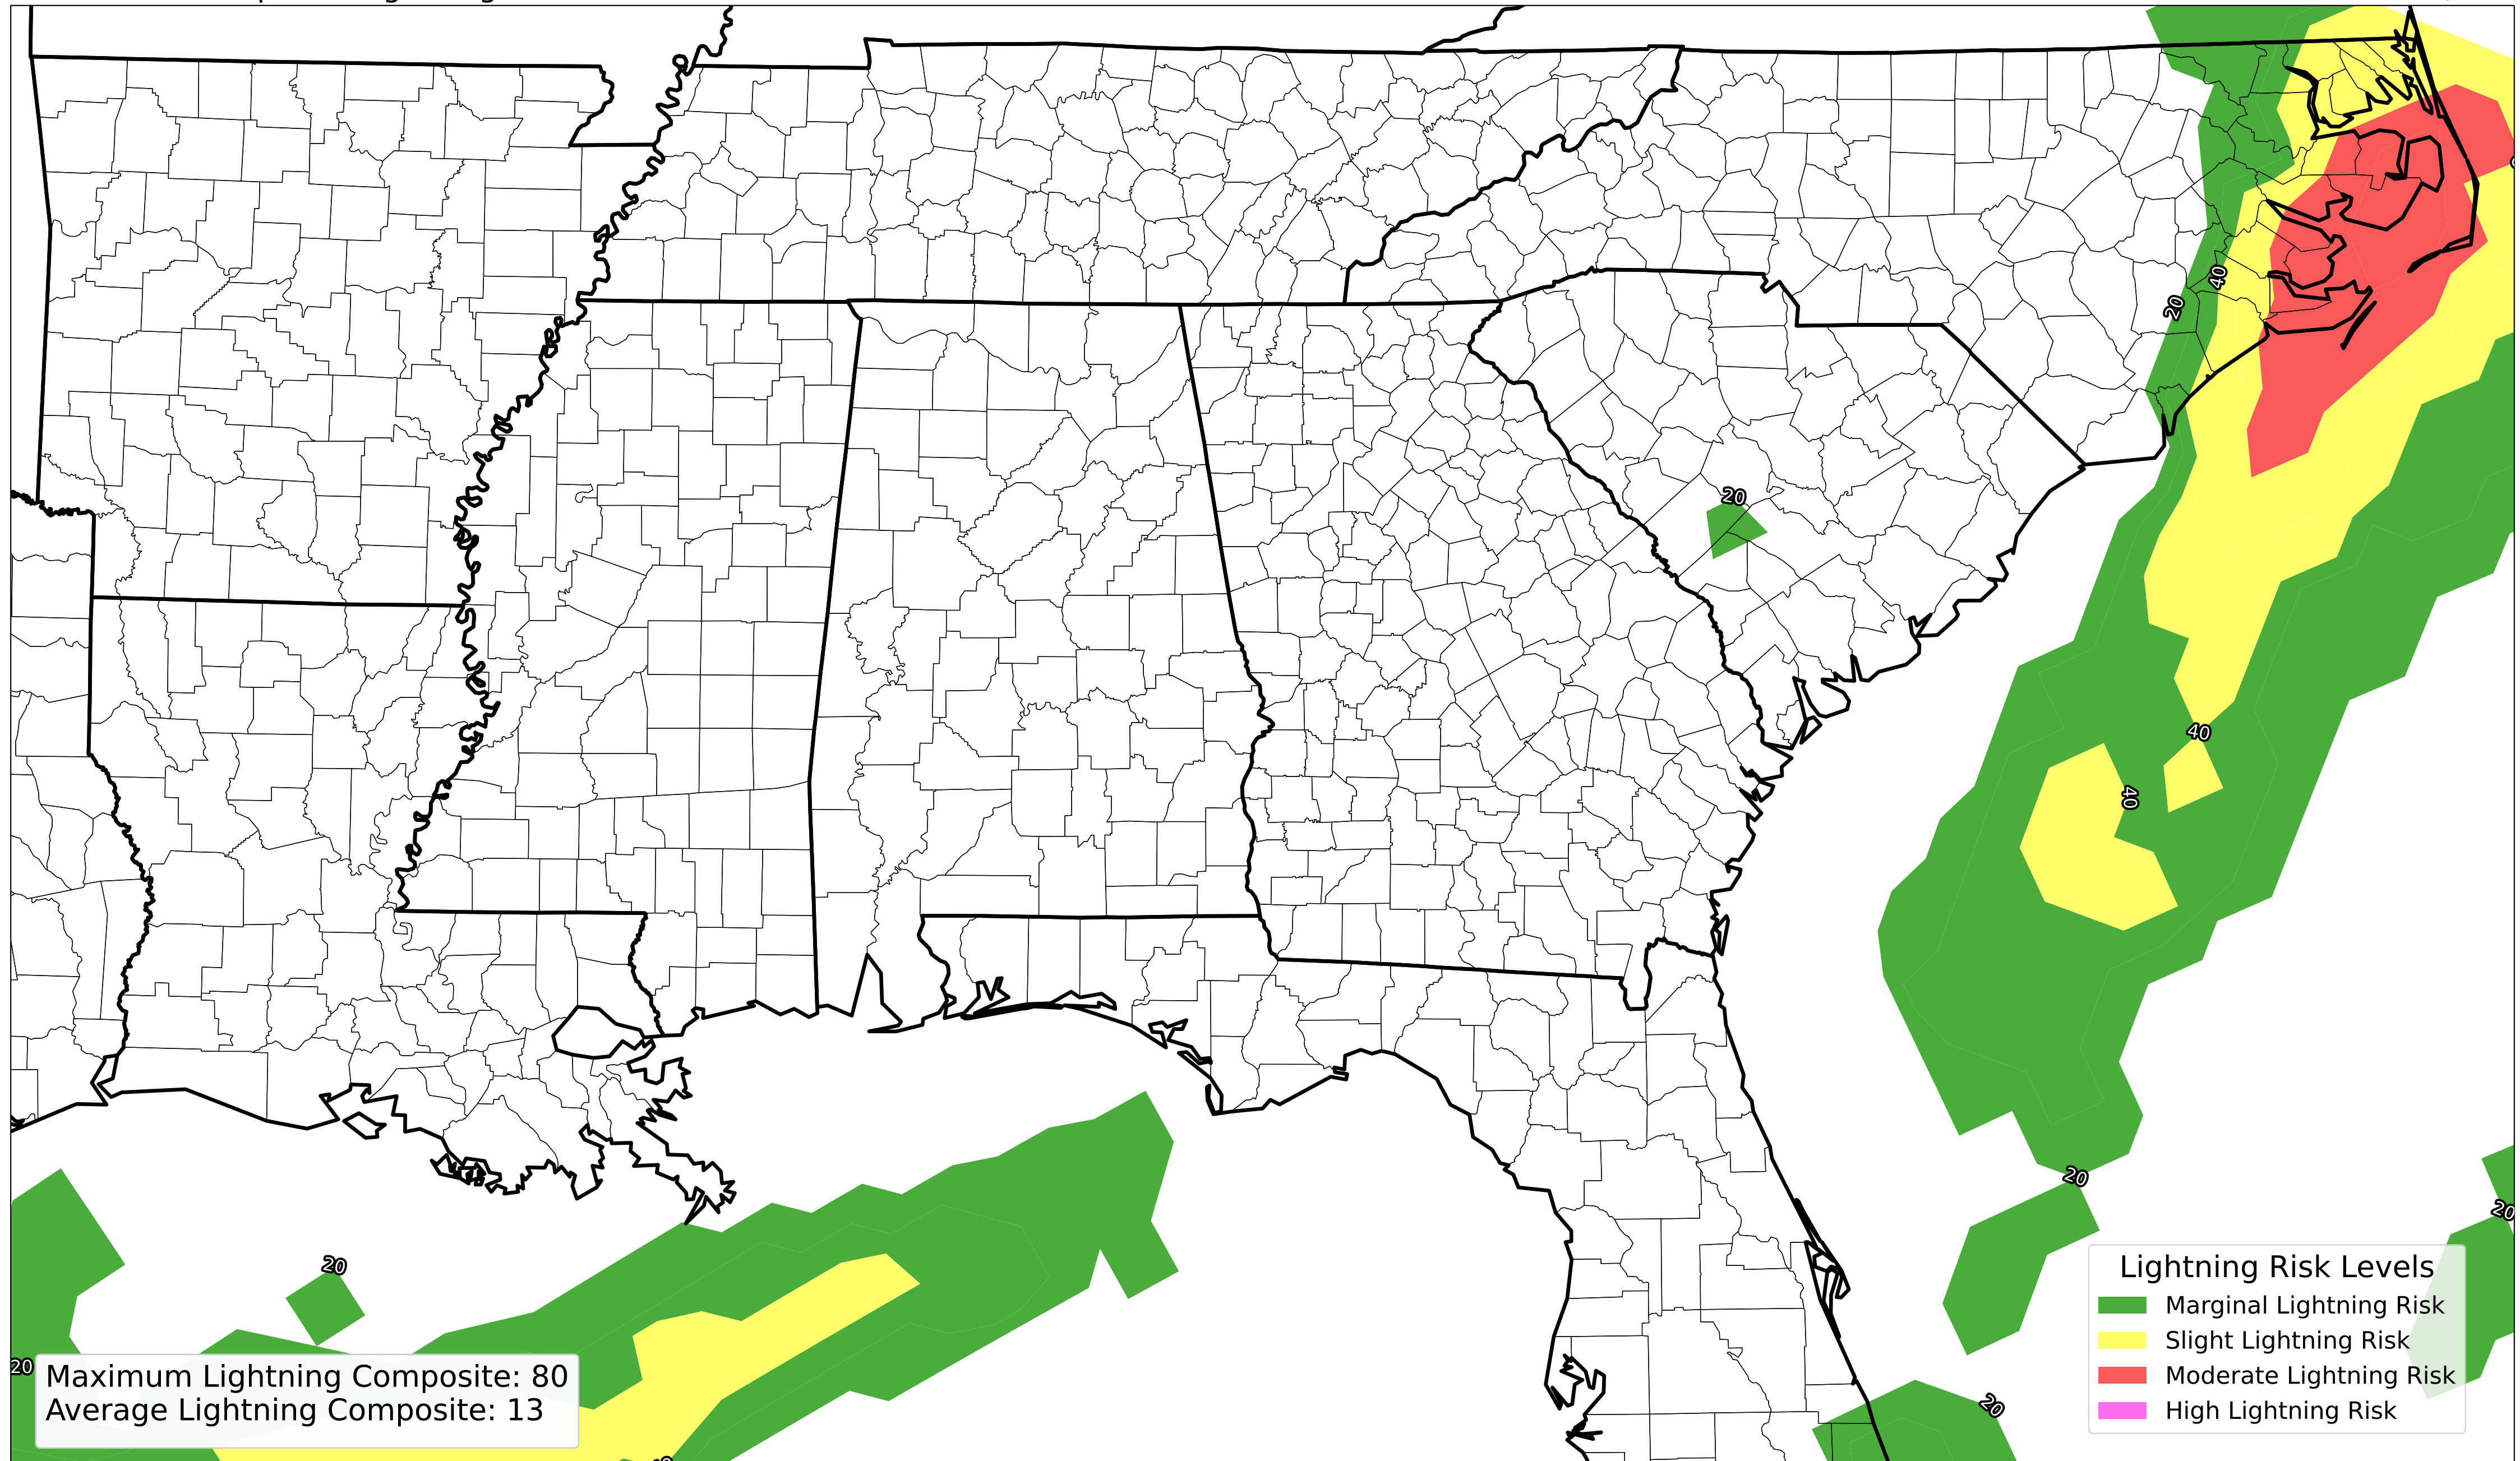 20
40
20
40
40
20
20
20
20
20
Maximum Lightning Composite: 80
Average Lightning Composite: 13
Lightning Risk Levels
Marginal Lightning Risk
Slight Lightning Risk
Moderate Lightning Risk
High Lightning Risk